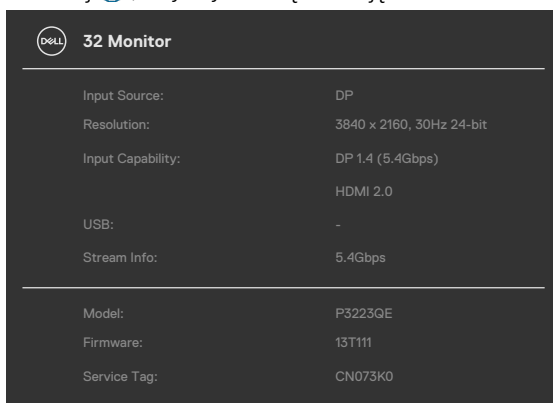 DELL
32 Monitor
Input Source: DP
Resolution: 3840 x 2160, 30Hz 24-bit
Input Capability: DP 1.4 (5.4Gbps)
HDMI 2.0
USB: -
Stream Info: 5.4Gbps
Model: P3223QE
Firmware: 13T111
Service Tag: CN073K0